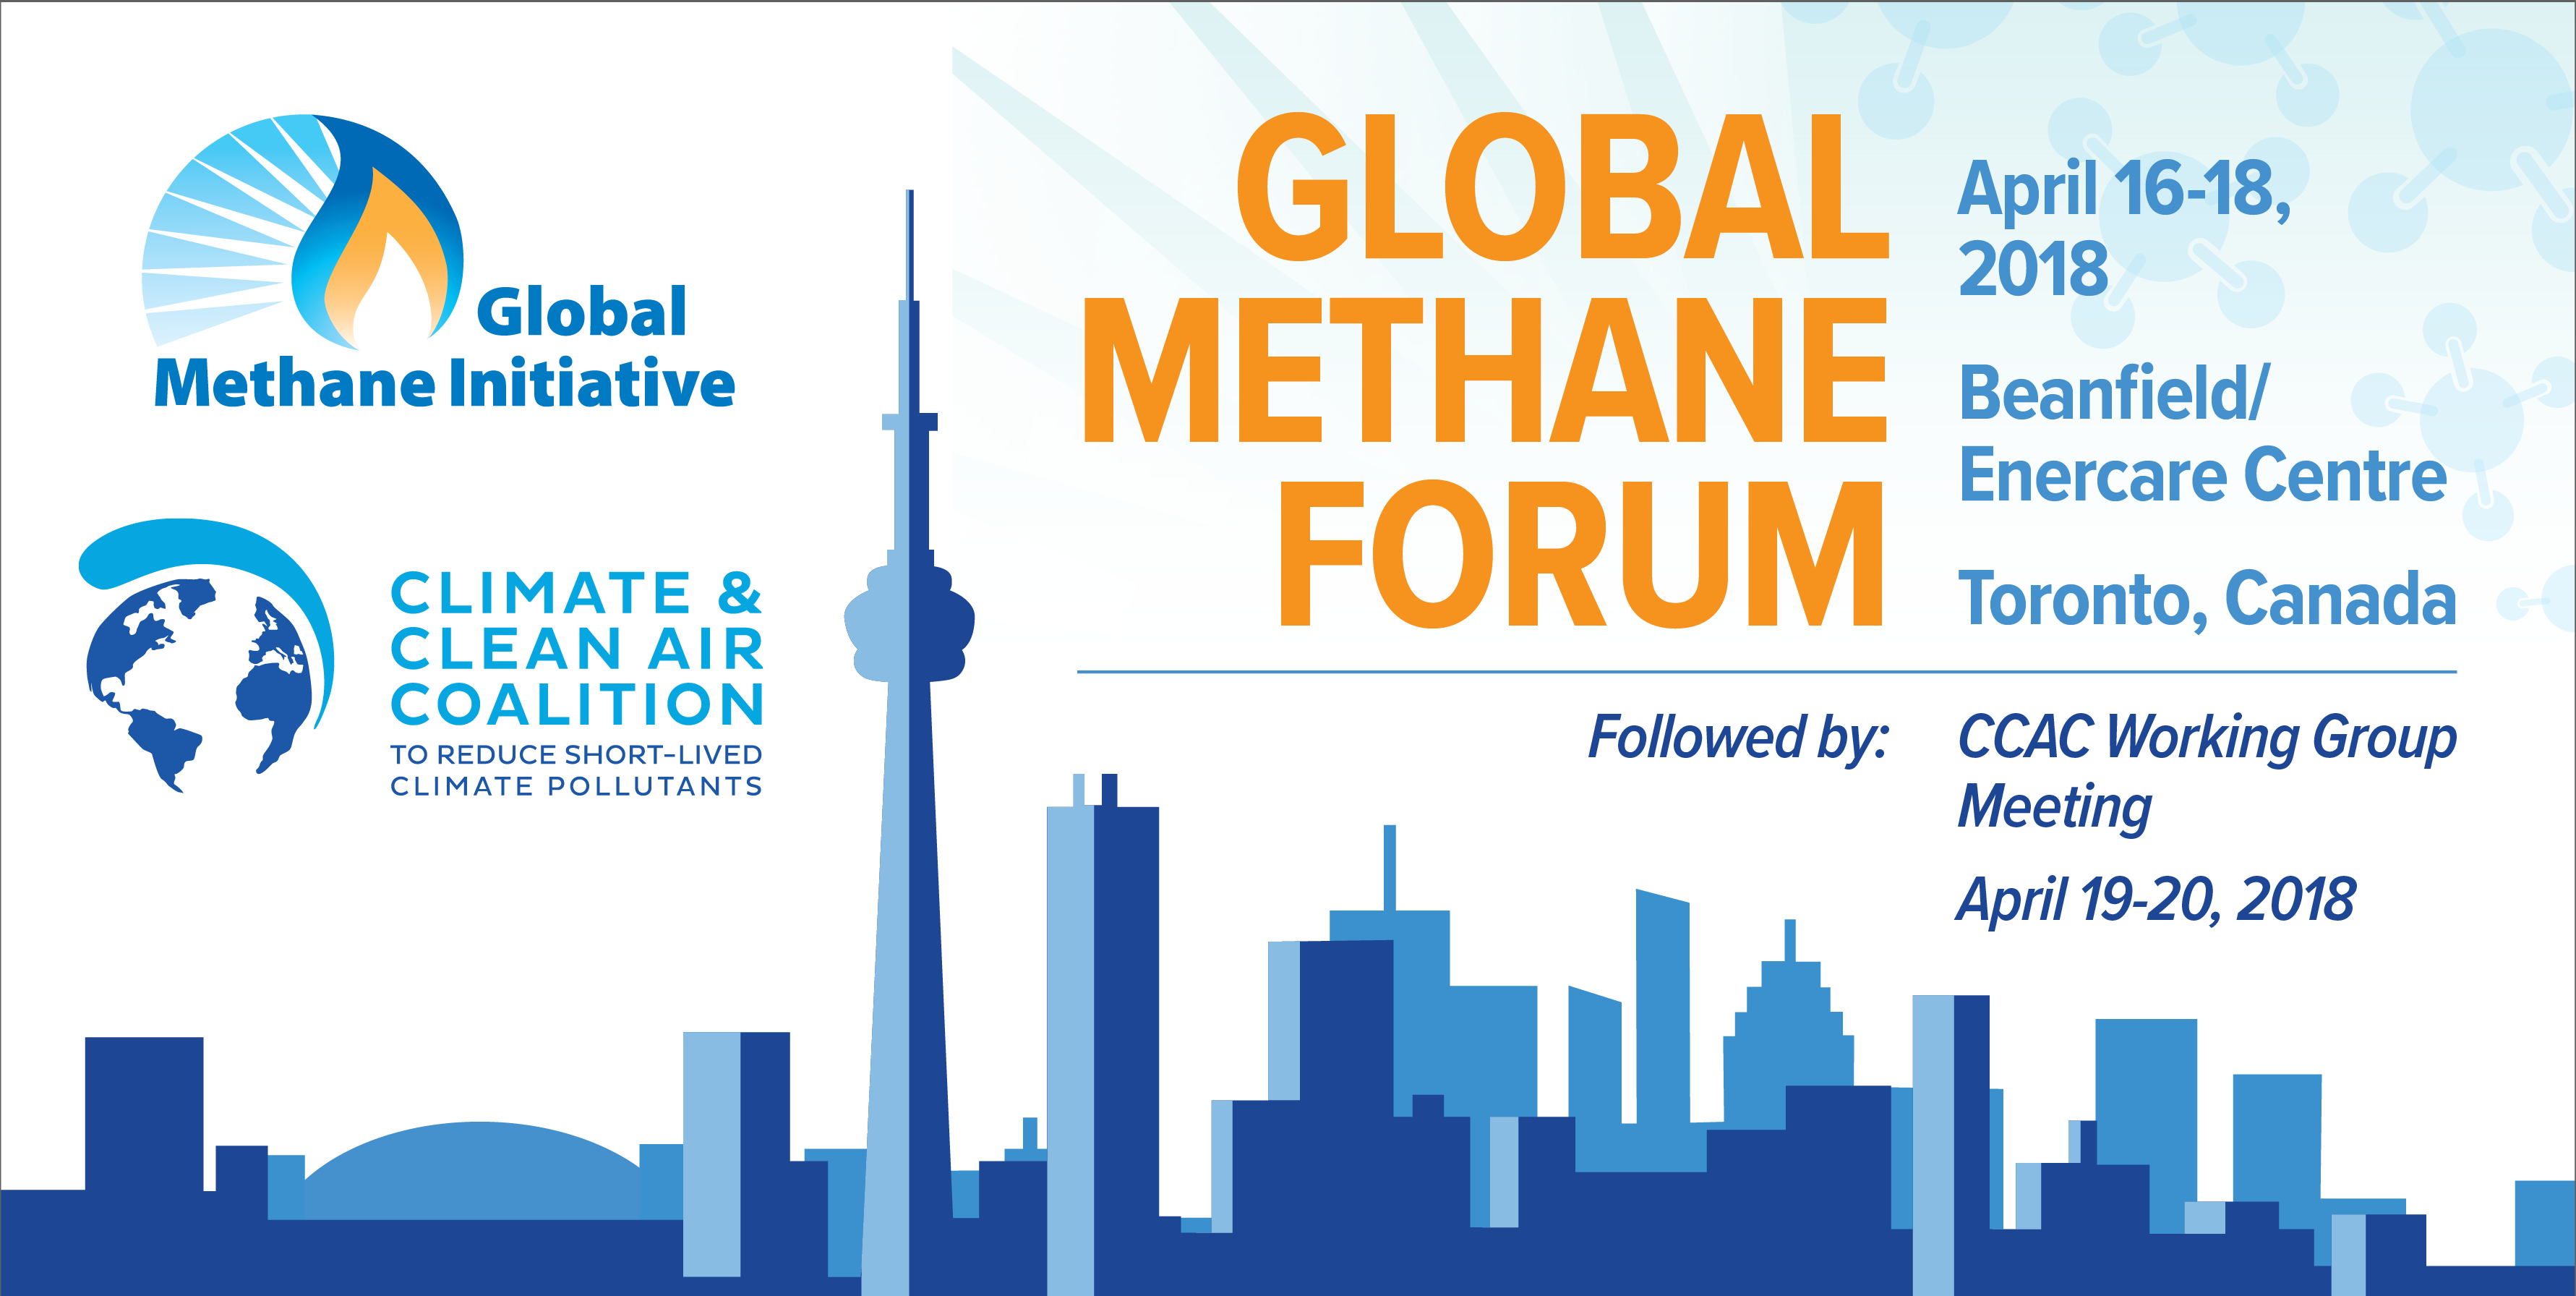 Global
Methane Initiative
CLIMATE &
CLEAN AIR
COALITION
TO REDUCE SHORT-LIVED
CLIMATE POLLUTANTS
GLOBAL
METHANE
FORUM
April 16-18,
2018
Beanfield/
Enercare Centre
Toronto, Canada
Followed by:
CCAC Working Group
Meeting
April 19-20, 2018